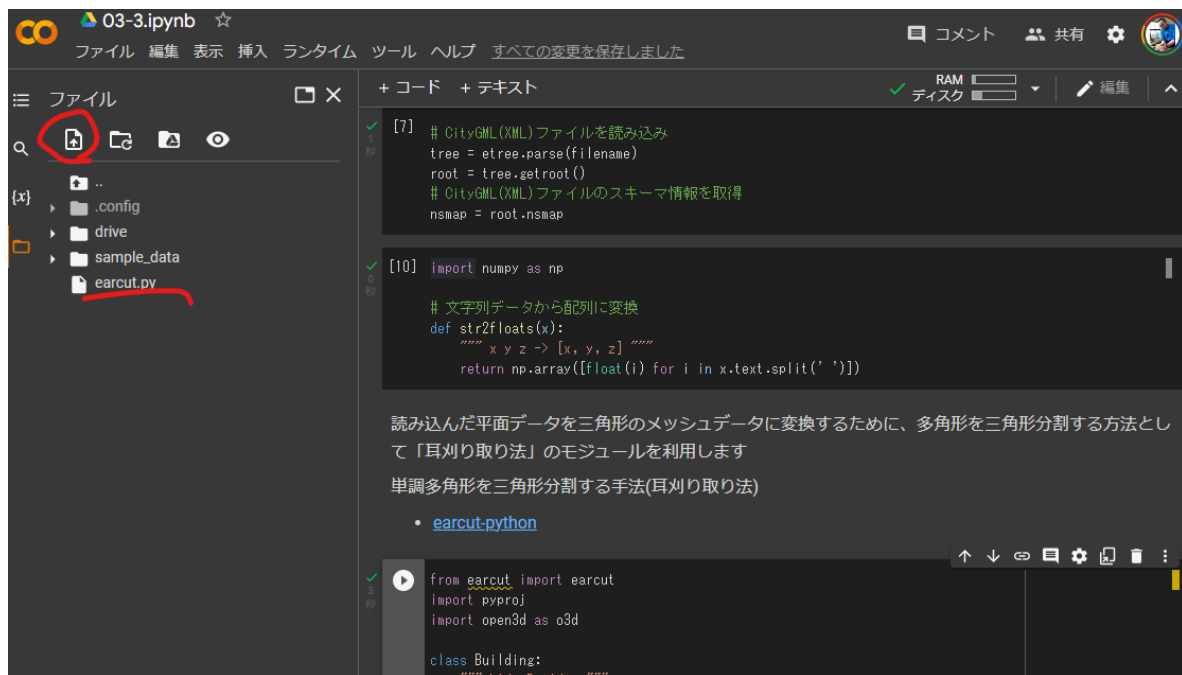 03-3.ipynb
ファイル 編集 表示 挿入 ランタイム ツール ヘルプ すべての変更を保存しました
コメント 共有
ファイル
..
.config
drive
sample_data
earcut.py
{x}
+ コード + テキスト
RAM
ディスク
編集
[7]
1
秒
# CityGML(XML)ファイルを読み込み
tree = etree.parse(filename)
root = tree.getroot()
# CityGML(XML)ファイルのスキーマ情報を取得
nsmap = root.nsmap
[10]
0
秒
import numpy as np
# 文字列データから配列に変換
def str2floats(x):
""" x y z -> [x, y, z] """
return np.array([float(i) for i in x.text.split(' ')])
読み込んだ平面データを三角形のメッシュデータに変換するために、多角形を三角形分割する方法とし
て「耳刈り取り法」のモジュールを利用します
単調多角形を三角形分割する手法(耳刈り取り法)
• earcut-python
3
秒
from earcut import earcut
import pyproj
import open3d as o3d
class Building: